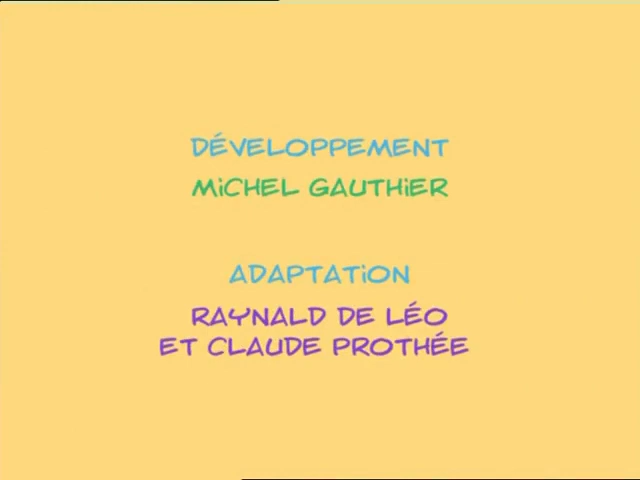 DÉVELOPPEMENT
MiCHEL GAUTHiER
ADAPTATiON
RAYNALD DE LÉO
ET CLAUDE PROTHÉE